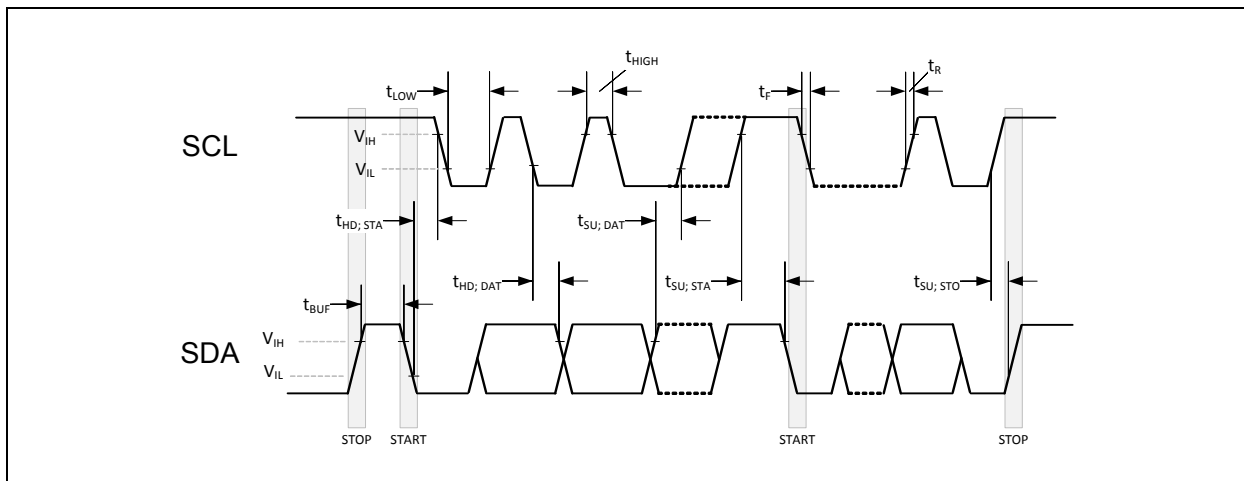 tHIGH
tR
tLOW
tF
SCL
VIH
VIL
tHD; STA
tSU; DAT
tHD; DAT
tSU; STA
tSU; STO
tBUF
SDA
VIH
VIL
STOP
START
START
STOP